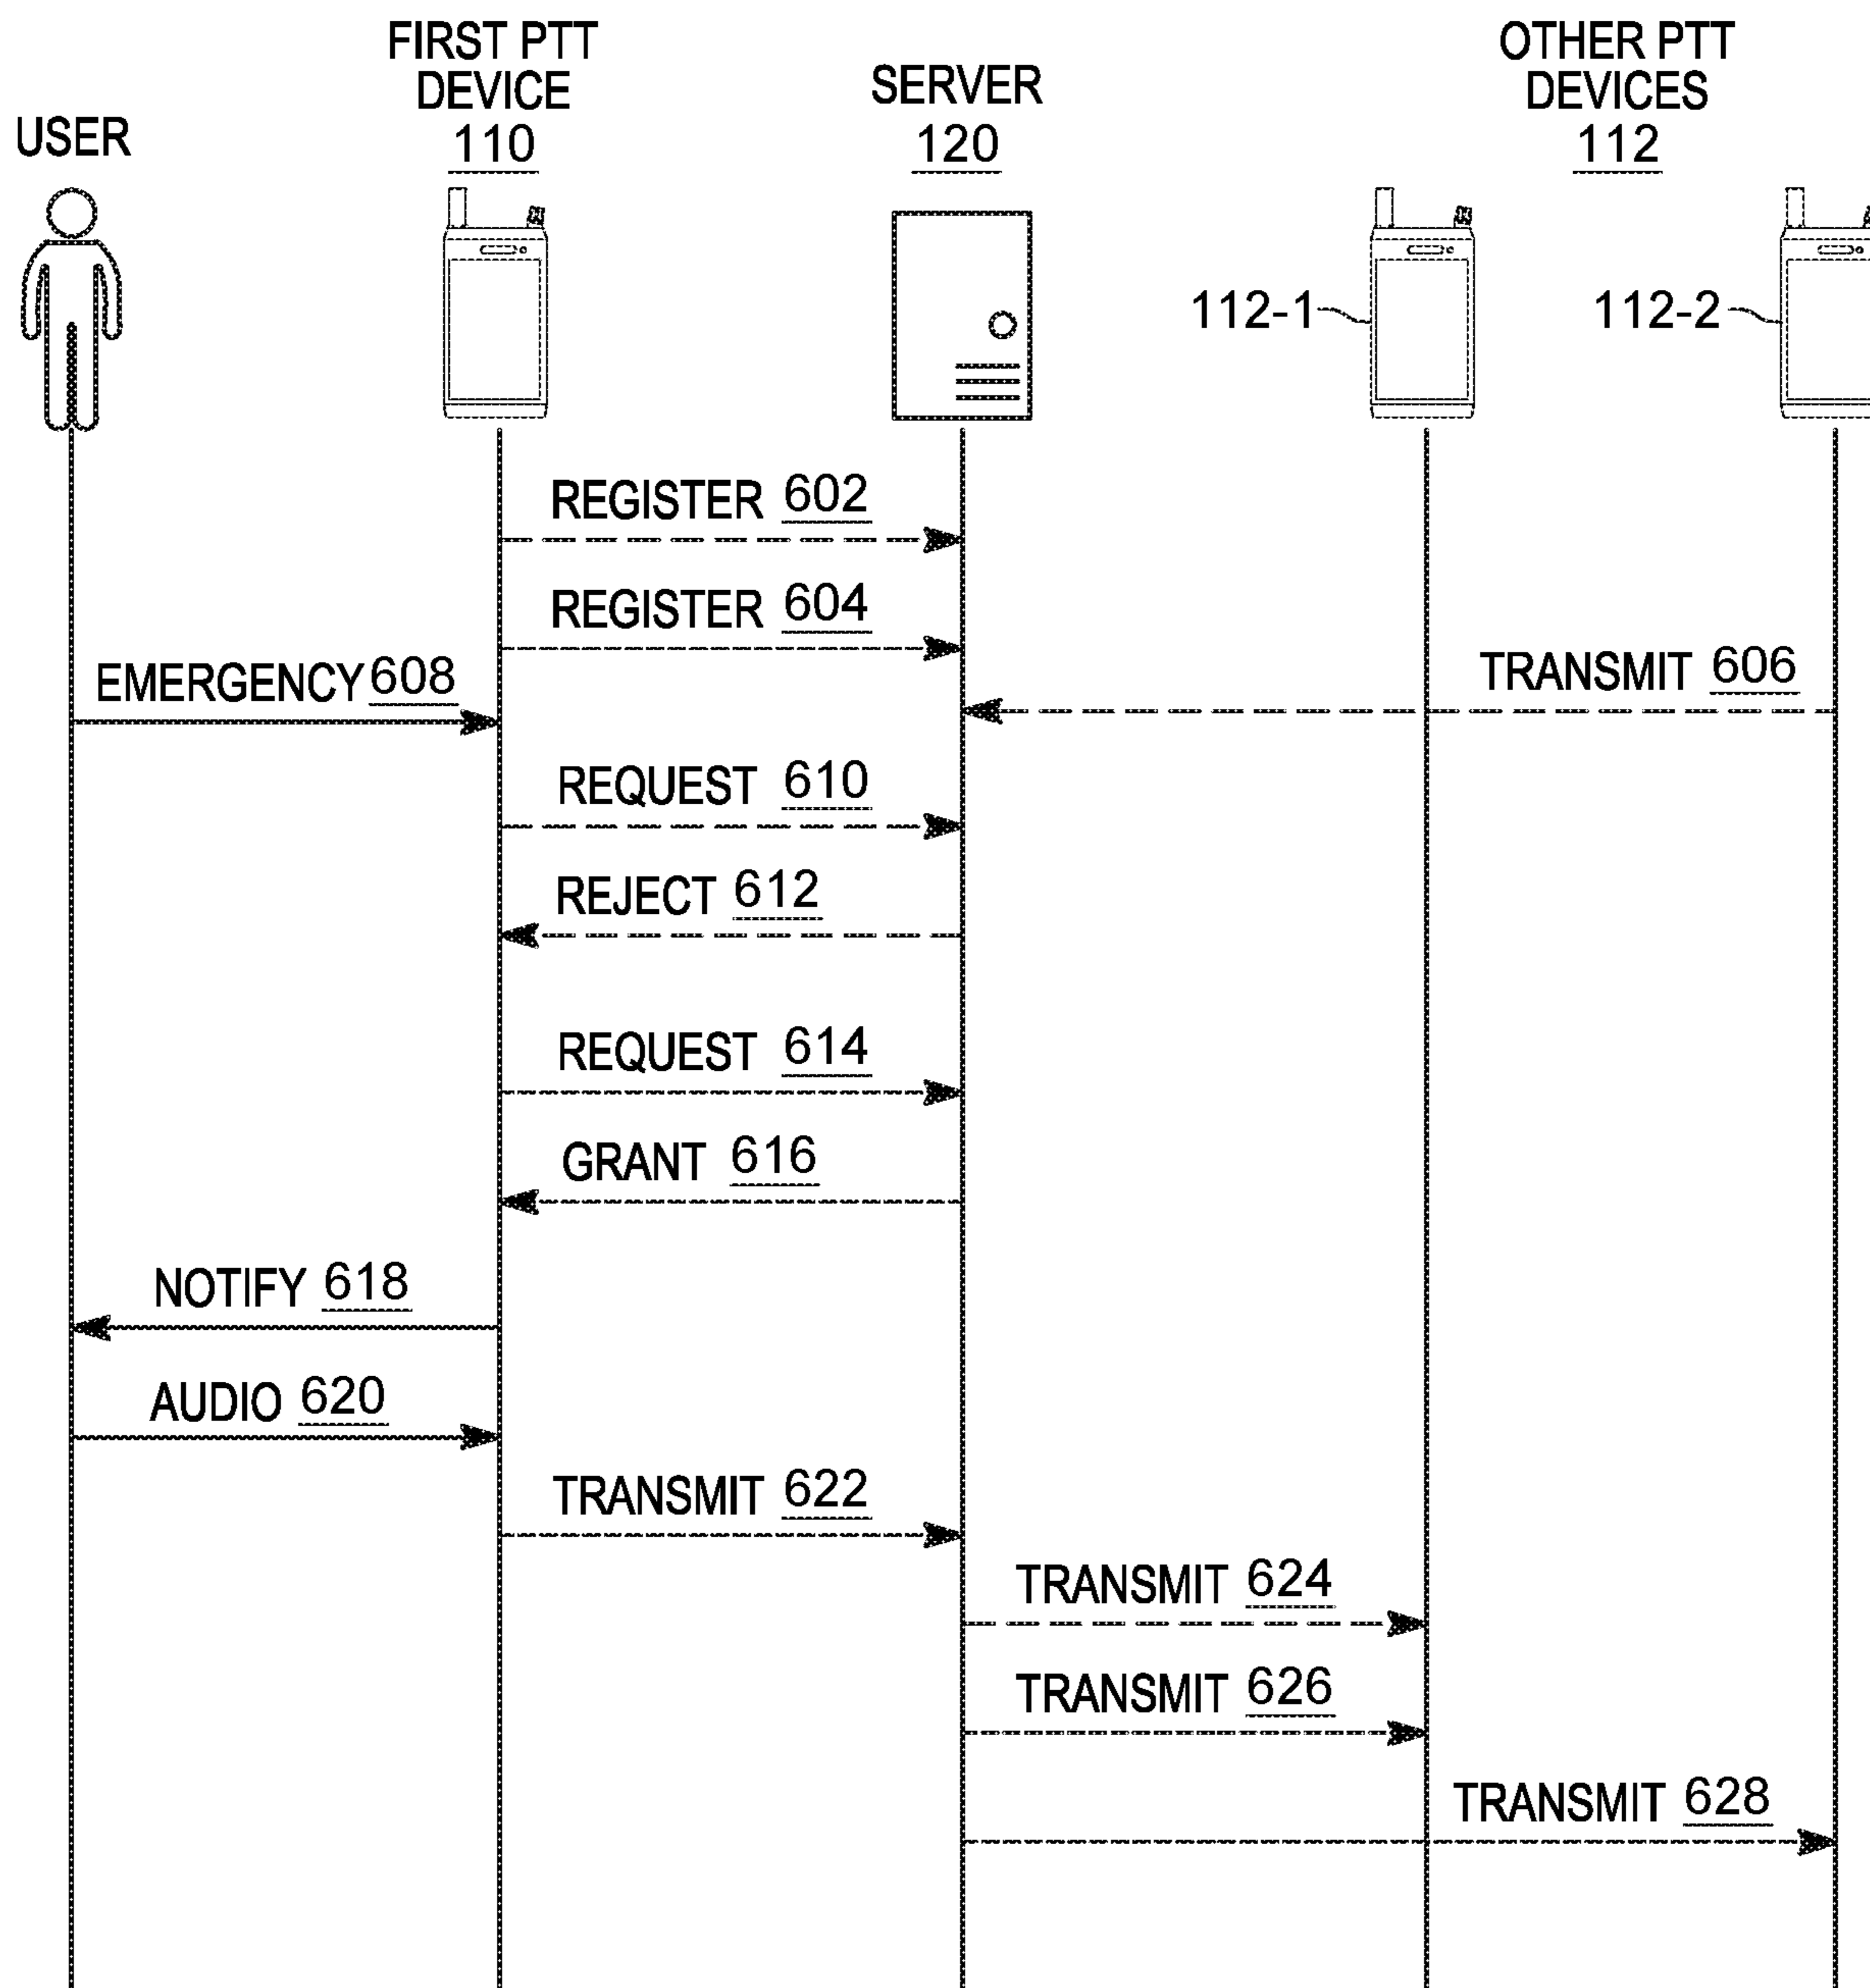 USER
FIRST PTT
DEVICE
110
SERVER
120
OTHER PTT
DEVICES
112
112-1
112-2
REGISTER 602
REGISTER 604
EMERGENCY 608
TRANSMIT 606
REQUEST 610
REJECT 612
REQUEST 614
GRANT 616
NOTIFY 618
AUDIO 620
TRANSMIT 622
TRANSMIT 624
TRANSMIT 626
TRANSMIT 628